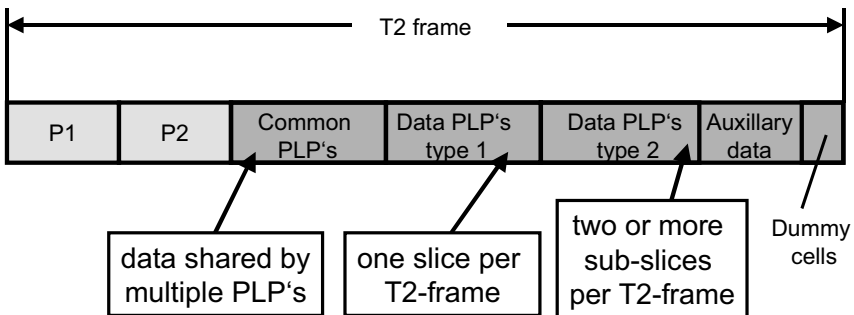 T2 frame
P1
P2
Common
PLP‘s
Data PLP‘s
type 1
Data PLP‘s
type 2
Auxillary
data
data shared by
multiple PLP‘s
one slice per
T2-frame
two or more
sub-slices
per T2-frame
Dummy
cells